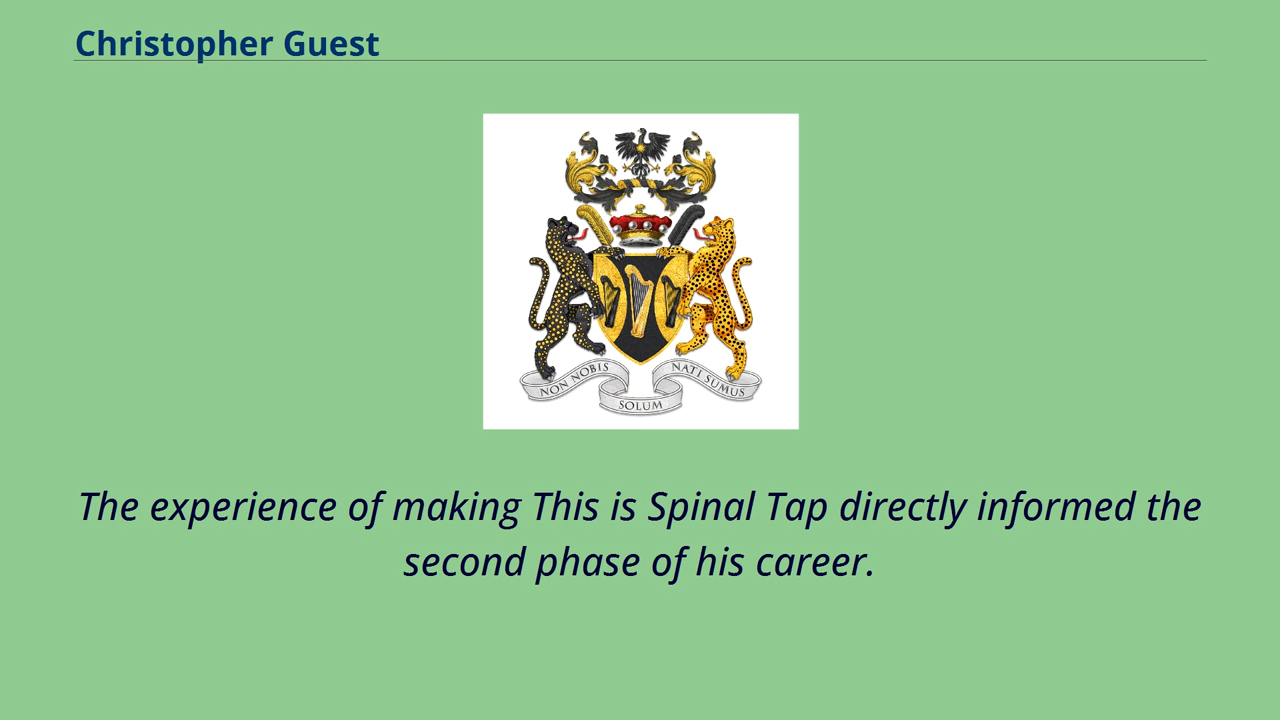 Christopher Guest
NON NOBIS
SOLUM
NATI SUMUS
The experience of making This is Spinal Tap directly informed the
second phase of his career.